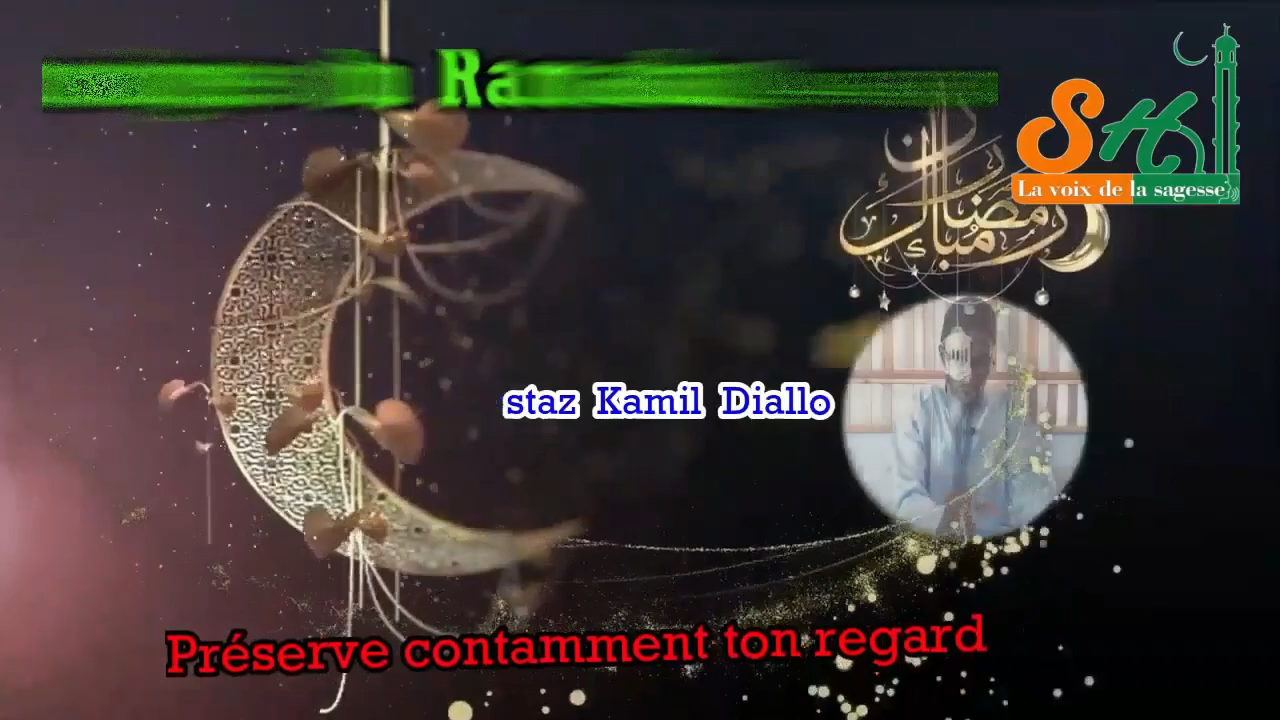 Ra
SH
La voix de la sagesse
رمضان
مبارك
staz Kamil Diallo
Préserve contamment ton regard